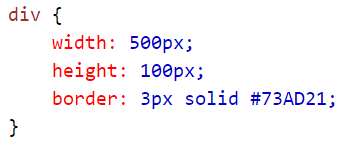 div {
    width: 500px;
    height: 100px;
    border: 3px solid #73AD21;
}